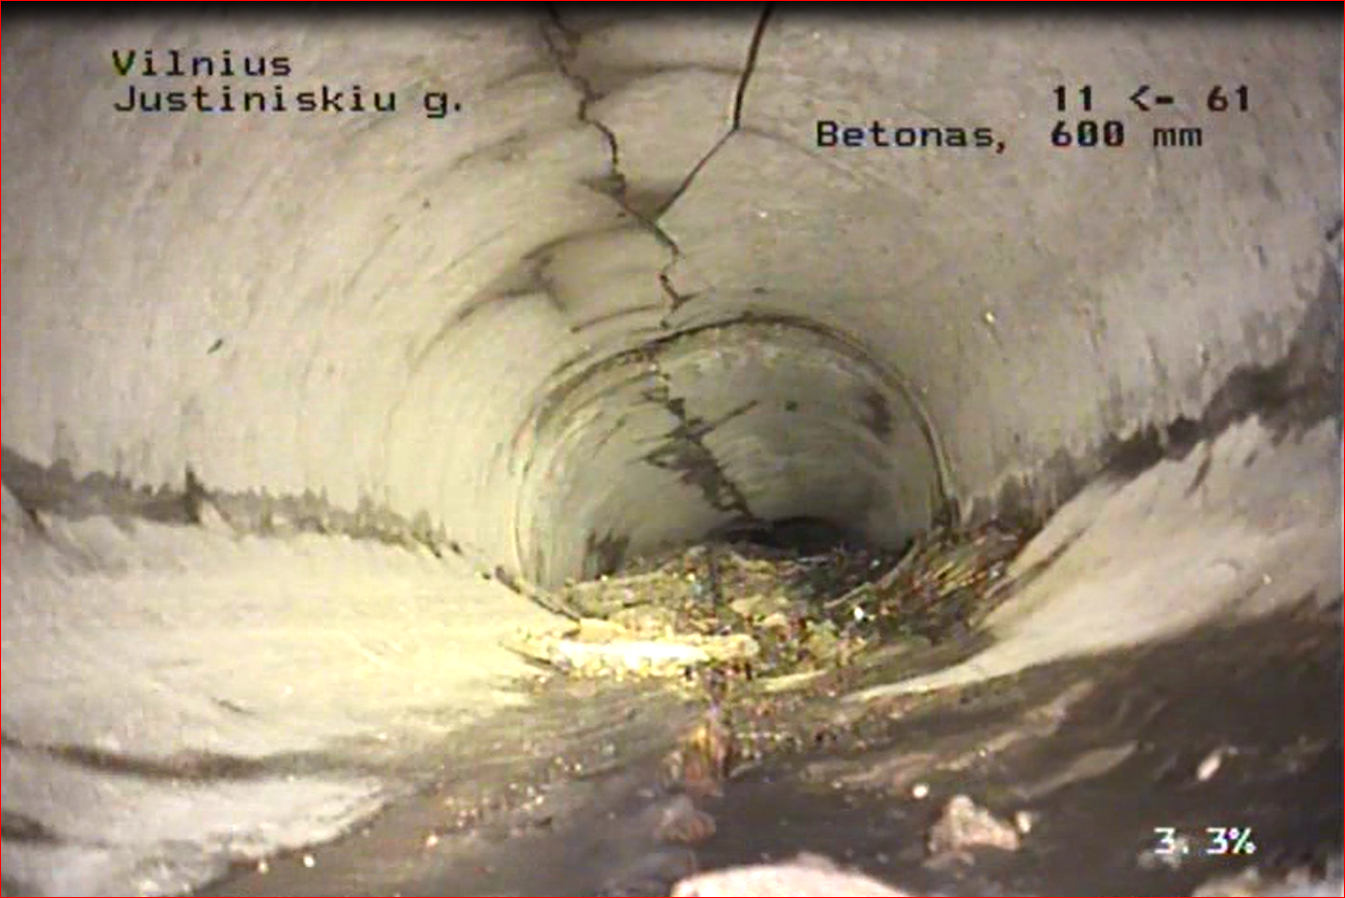 Vilnius
Justiniskiu g.
11 <- 61
Betonas, 600 mm
3.3%